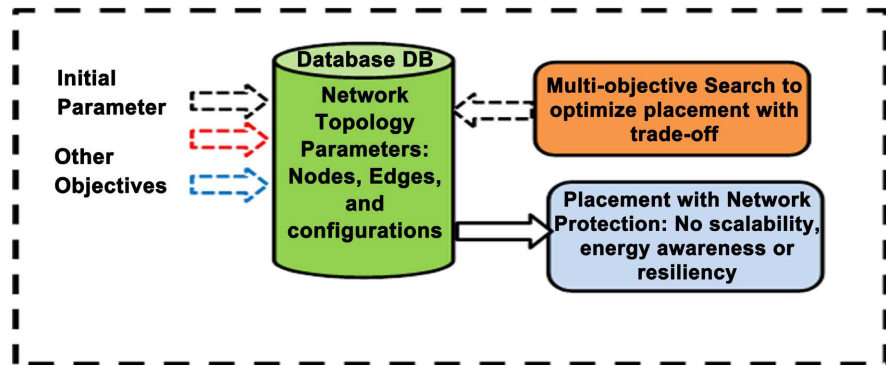 Initial
Parameter
Other
Objectives
Database DB
Network
Topology
Parameters:
Nodes, Edges,
and
configurations
Multi-objective Search to
optimize placement with
trade-off
Placement with Network
Protection: No scalability,
energy awareness or
resiliency